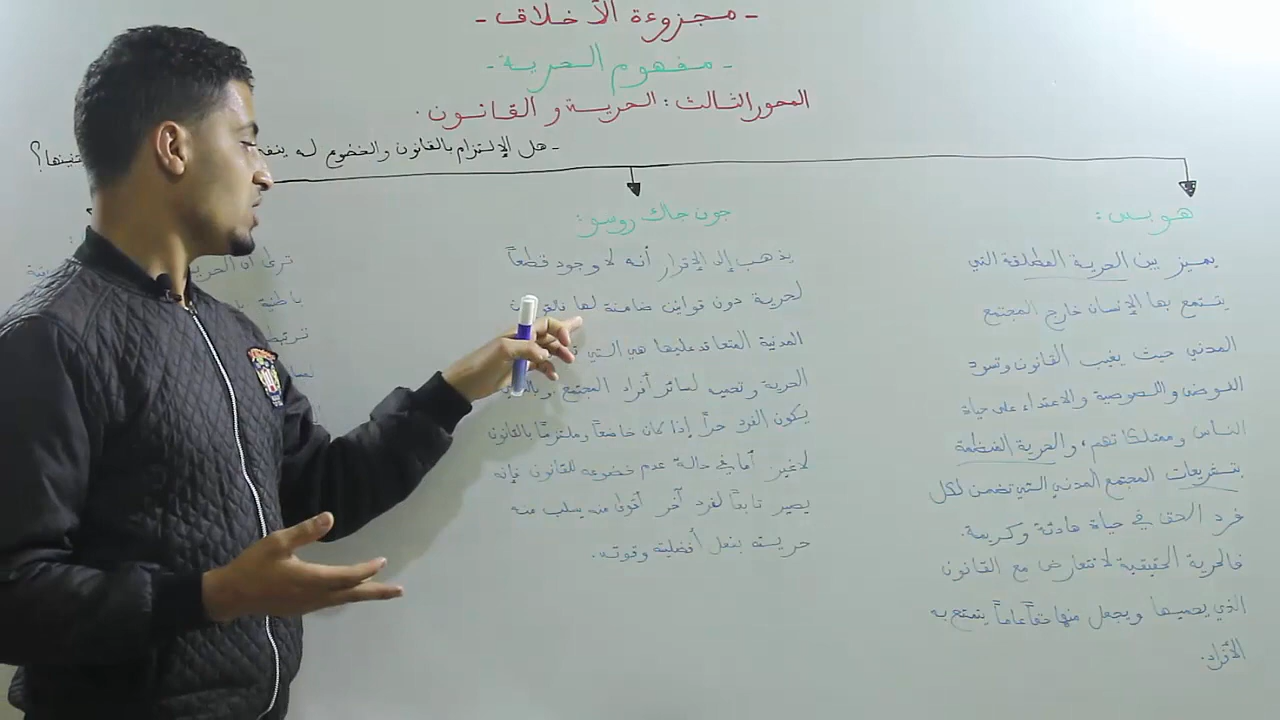 - مجزوءة الأخلاق -
- مفهوم الحرية -
المحور الثالث: الحرية و القانون.
- هل الإلتزام بالقانون والخضوع له
هوبس:
يميز بين الحرية المطلقة التي
يتمتع بها الإنسان خارج المجتمع
المدني حيث يغيب القانون وتسود
الفوضى واللصوصية والاعتداء على حياة
الناس وممتلكاتهم، والحرية المنظمة
بتشريعات المجتمع المدني التي تضمن لكل
فرد الحق في حياة هادئة وكريمة.
فالحرية الحقيقية لا تتعارض مع القانون
الذي يحميها ويجعل منها حقاً عاماً يتمتع به
الأفراد.
جون جاك روسو:
يذهب إلى الإقرار أنه لا وجود قطعاً
لحرية دون قوانين ضامنة لها
المدنية المتعاقد عليها هي التي
الحرية و لسائر أفراد المجتمع
يكون الفرد حراً إذا كان خاضعاً وملتزماً بالقانون
لاغير أما في حالة عدم خضوعه للقانون فإنه
يصير تابعاً لفرد آخر أقوى منه يسلب منه
حريته بفعل أفضليته وقوته.
ترى أن